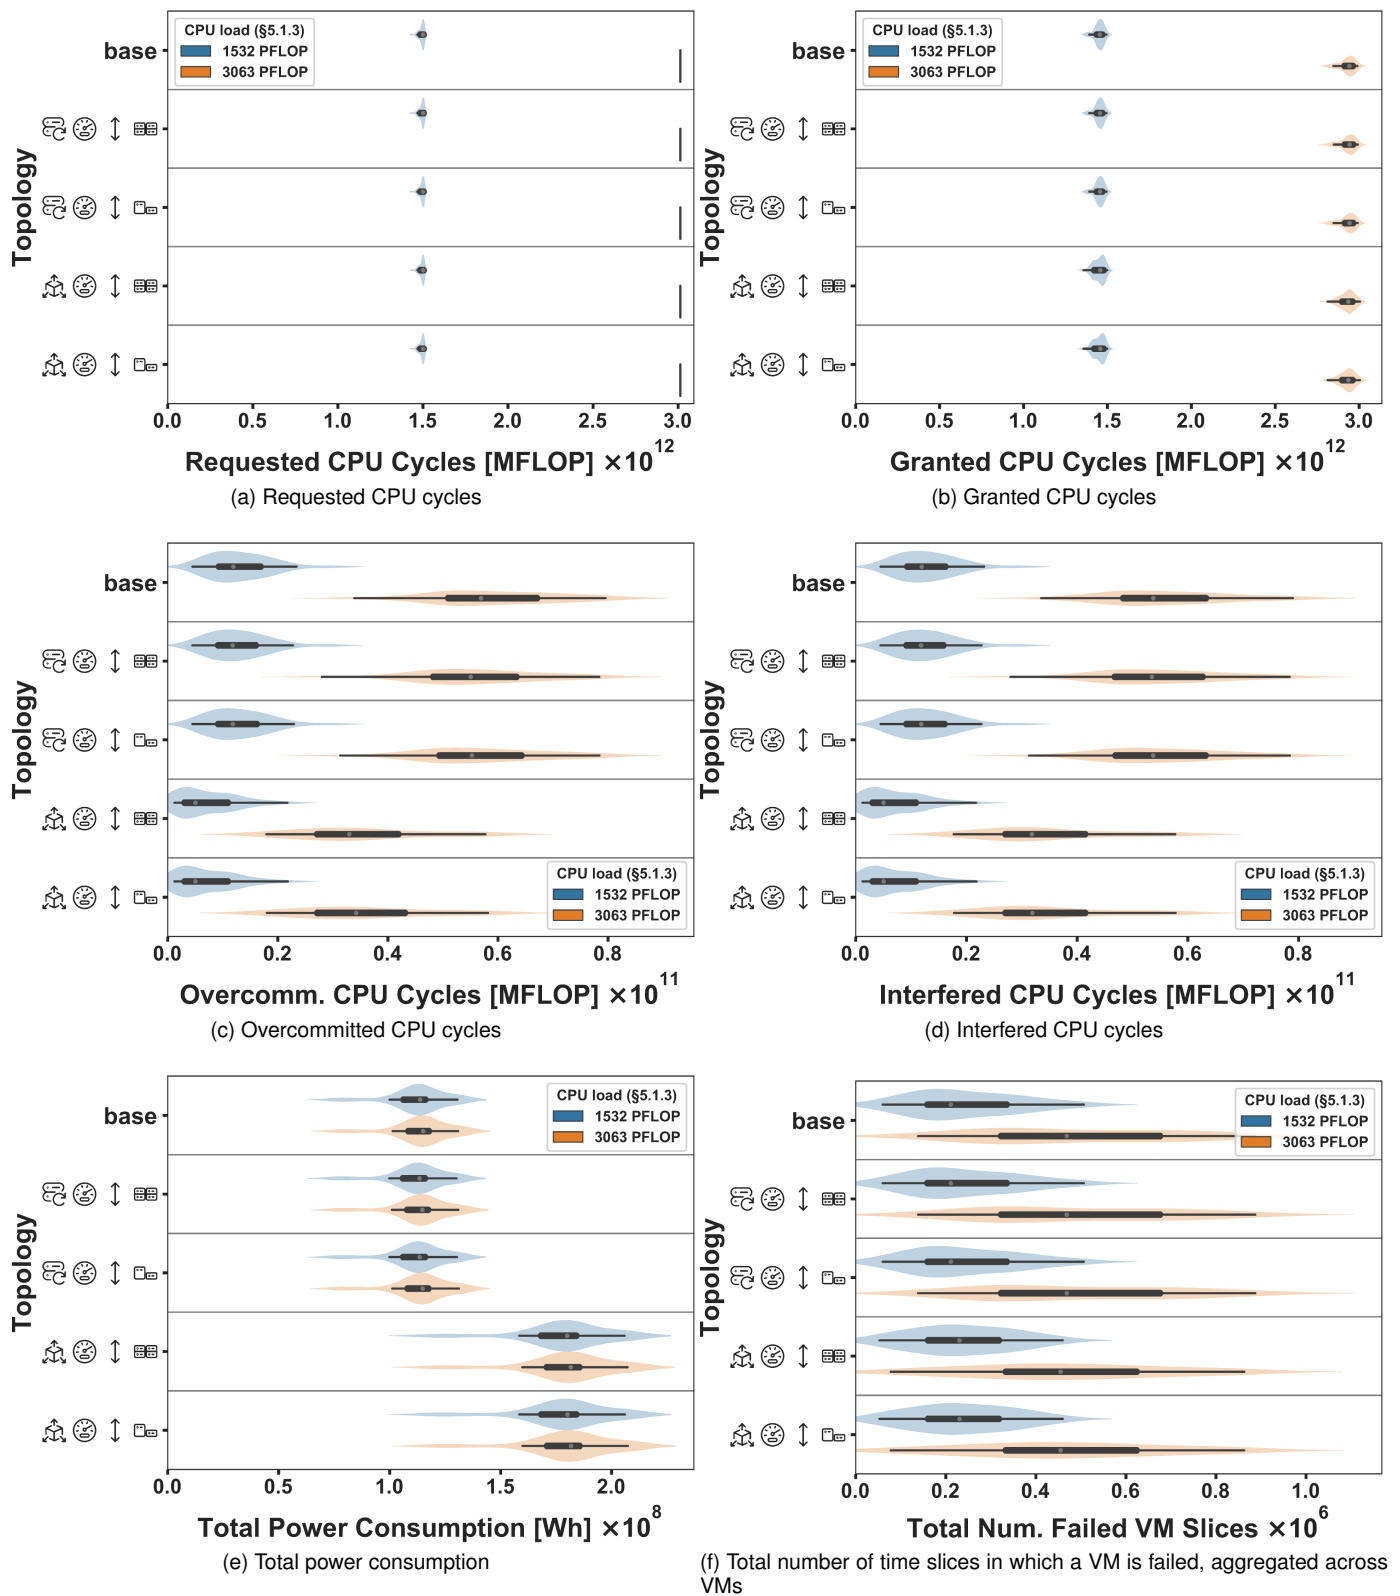 CPU load (§5.1.3)
1532 PFLOP
3063 PFLOP
base
Topology
0.0 0.5 1.0 1.5 2.0 2.5 3.0
Requested CPU Cycles [MFLOP] ×10^12
(a) Requested CPU cycles
CPU load (§5.1.3)
1532 PFLOP
3063 PFLOP
base
Topology
0.0 0.5 1.0 1.5 2.0 2.5 3.0
Granted CPU Cycles [MFLOP] ×10^12
(b) Granted CPU cycles
base
Topology
CPU load (§5.1.3)
1532 PFLOP
3063 PFLOP
0.0 0.2 0.4 0.6 0.8
Overcomm. CPU Cycles [MFLOP] ×10^11
(c) Overcommitted CPU cycles
base
Topology
CPU load (§5.1.3)
1532 PFLOP
3063 PFLOP
0.0 0.2 0.4 0.6 0.8
Interfered CPU Cycles [MFLOP] ×10^11
(d) Interfered CPU cycles
CPU load (§5.1.3)
1532 PFLOP
3063 PFLOP
base
Topology
0.0 0.5 1.0 1.5 2.0
Total Power Consumption [Wh] ×10^8
(e) Total power consumption
CPU load (§5.1.3)
1532 PFLOP
3063 PFLOP
base
Topology
0.0 0.2 0.4 0.6 0.8 1.0
Total Num. Failed VM Slices ×10^6
(f) Total number of time slices in which a VM is failed, aggregated across
VMs